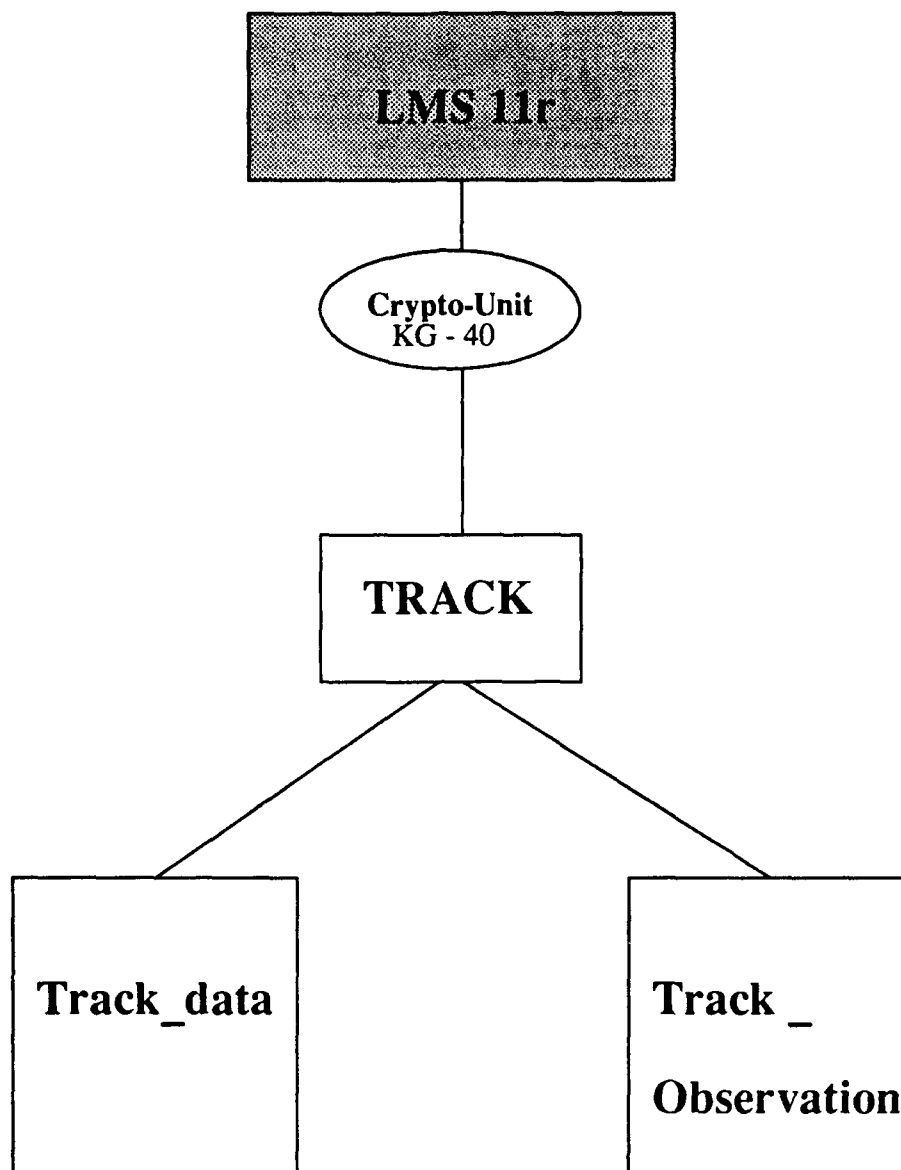 LMS 11r
Crypto-Unit
KG - 40
TRACK
Track_data
Track _
Observation